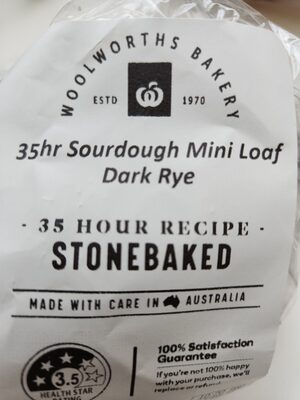 WOOLWORTHS BAKERY
ESTD 1970
35hr Sourdough Mini Loaf
Dark Rye
- 35 HOUR RECIPE -
STONEBAKED
MADE WITH CARE IN AUSTRALIA
100% Satisfaction
Guarantee
If you're not 100% happy
with your purchase, we'll
replace or refund
3.5
HEALTH STAR
RATING